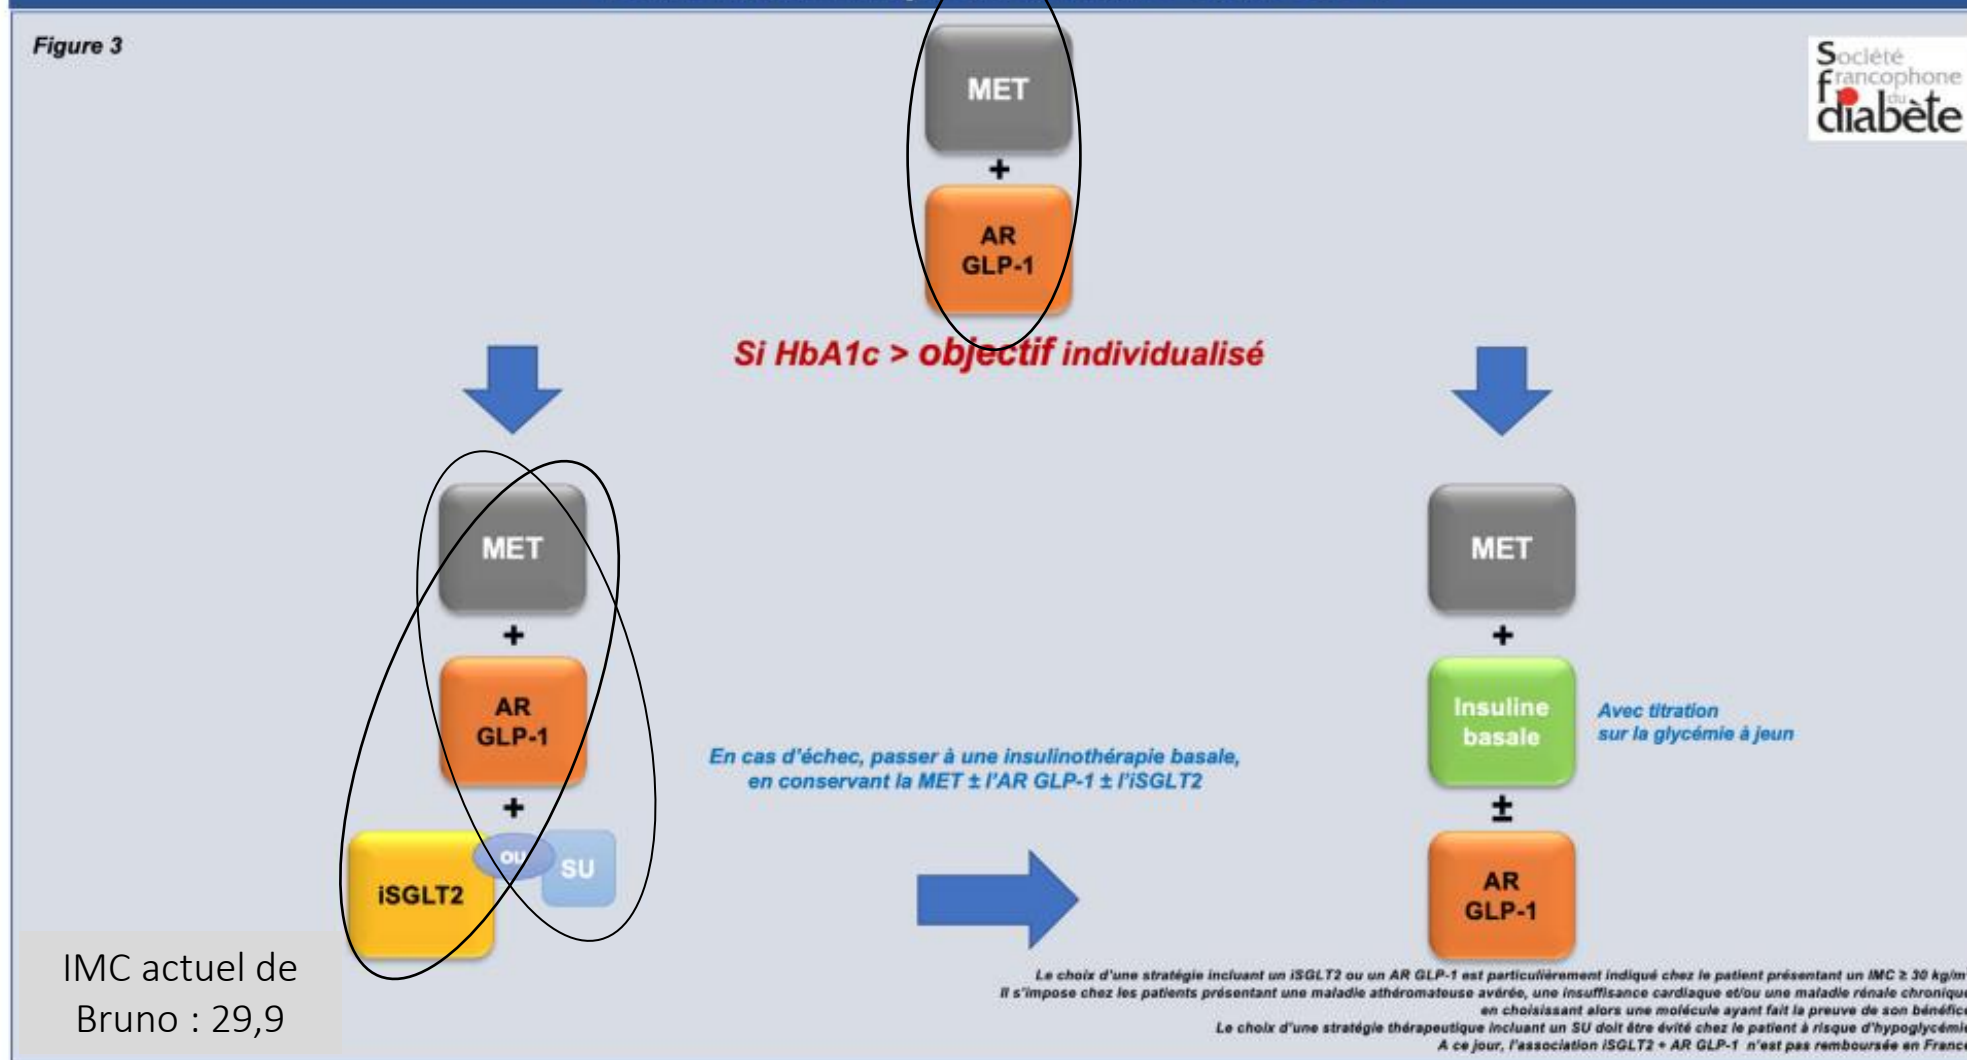 Figure 3
Société
francophone
du
diabète
MET
+
AR
GLP-1
Si HbA1c > objectif individualisé
MET
+
AR
GLP-1
+
iSGLT2
ou
SU
En cas d'échec, passer à une insulinothérapie basale,
en conservant la MET ± l'AR GLP-1 ± l'iSGLT2
MET
+
Insuline
basale
Avec titration
sur la glycémie à jeun
±
AR
GLP-1
IMC actuel de
Bruno : 29,9
Le choix d'une stratégie incluant un iSGLT2 ou un AR GLP-1 est particulièrement indiqué chez le patient présentant un IMC ≥ 30 kg/m
Il s'impose chez les patients présentant une maladie athéromateuse avérée, une insuffisance cardiaque et/ou une maladie rénale chronique
en choisissant alors une molécule ayant fait la preuve de son bénéfice
Le choix d'une stratégie thérapeutique incluant un SU doit être évité chez le patient à risque d'hypoglycémie
A ce jour, l'association iSGLT2 + AR GLP-1 n'est pas remboursée en France